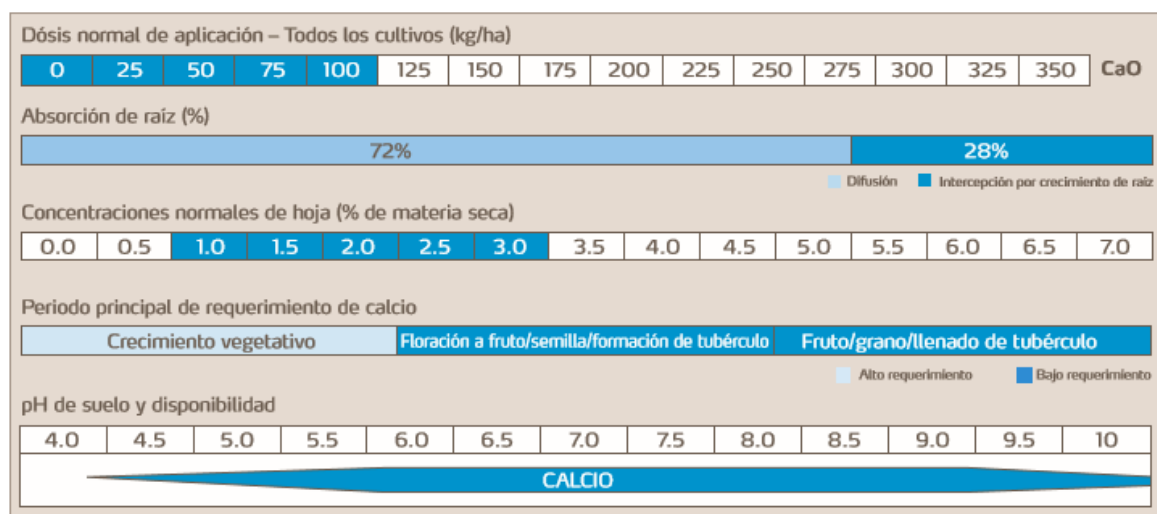 Dósis normal de aplicación – Todos los cultivos (kg/ha)
0 25 50 75 100 125 150 175 200 225 250 275 300 325 350 CaO
Absorción de raíz (%)
72% 28%
Difusión Intercepción por crecimiento de raiz
Concentraciones normales de hoja (% de materia seca)
0.0 0.5 1.0 1.5 2.0 2.5 3.0 3.5 4.0 4.5 5.0 5.5 6.0 6.5 7.0
Periodo principal de requerimiento de calcio
Crecimiento vegetativo Floración a fruto/semilla/formación de tubérculo Fruto/grano/llenado de tubérculo
Alto requerimiento Bajo requerimiento
pH de suelo y disponibilidad
4.0 4.5 5.0 5.5 6.0 6.5 7.0 7.5 8.0 8.5 9.0 9.5 10
CALCIO